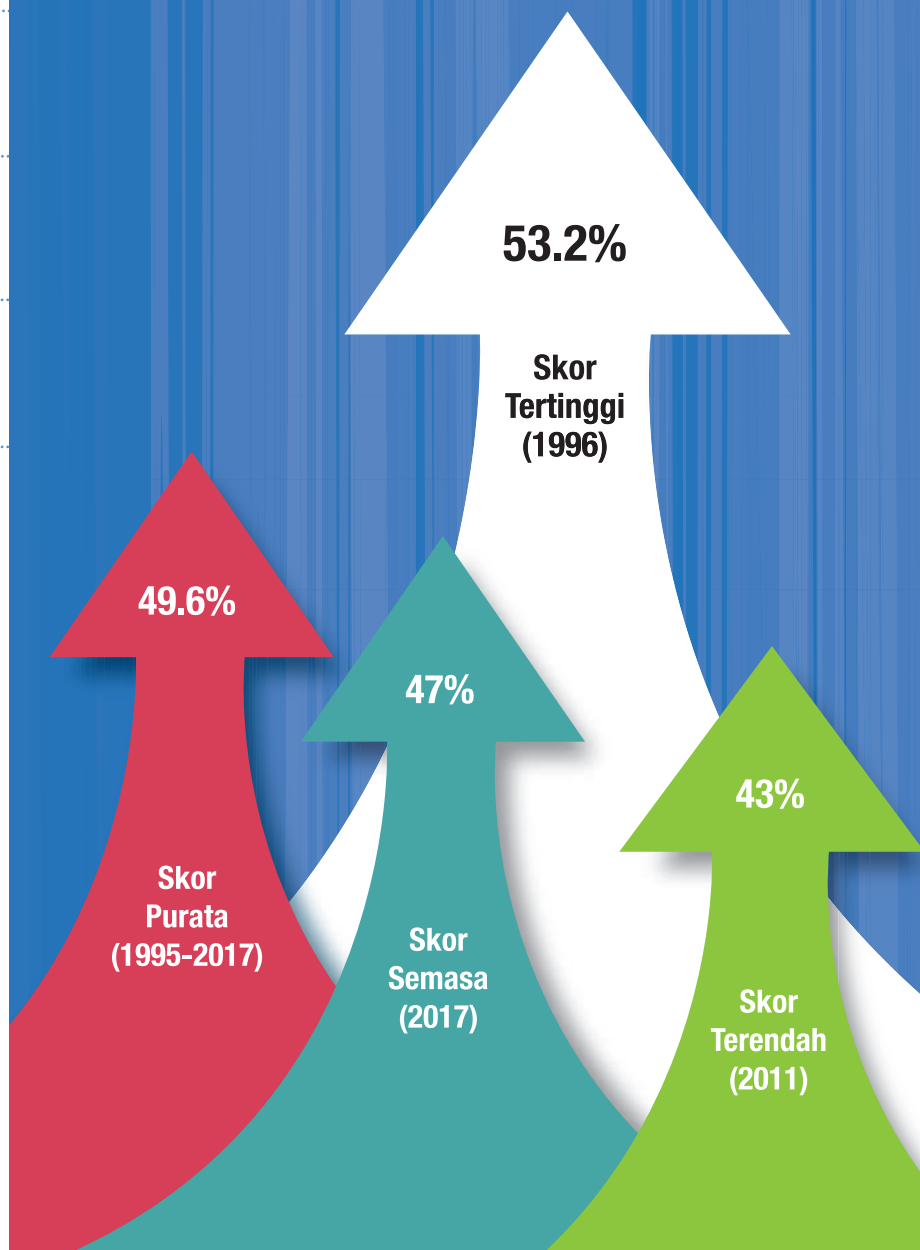 53.2%
Skor
Tertinggi
(1996)
49.6%
Skor
Purata
(1995-2017)
47%
Skor
Semasa
(2017)
43%
Skor
Terendah
(2011)